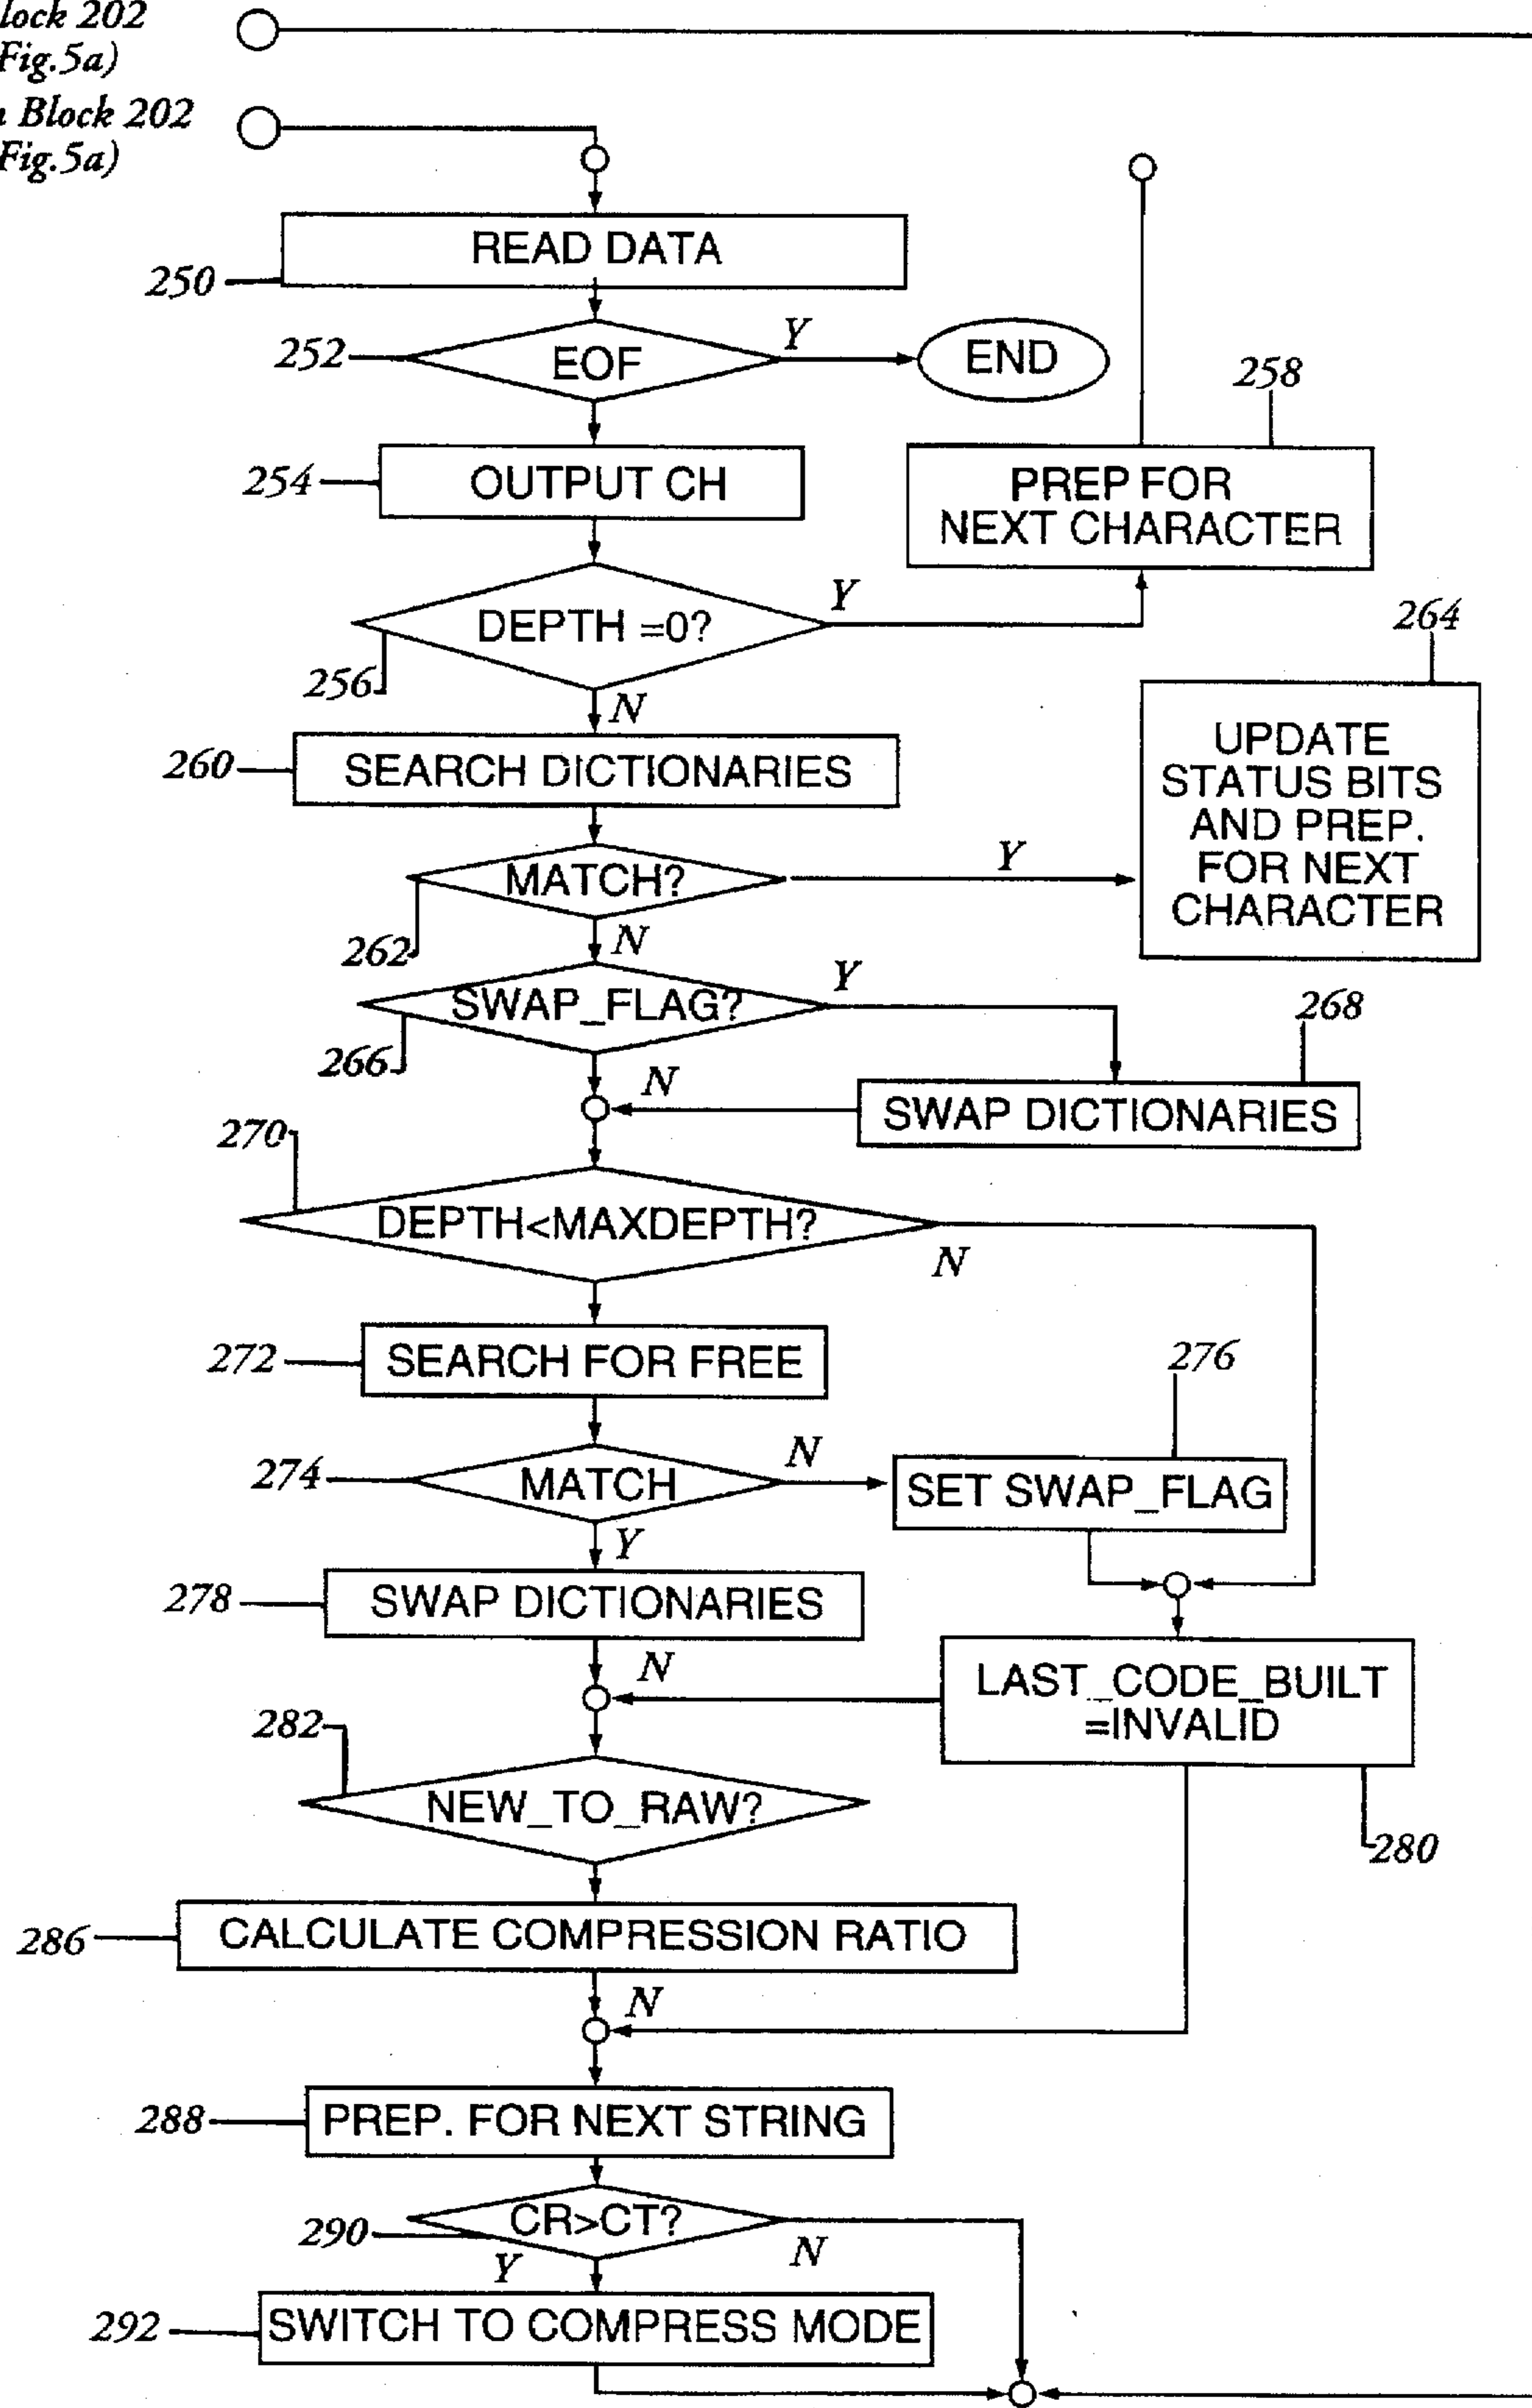 lock 202
Fig.5a)
Block 202
Fig.5a)
READ DATA
250
252
EOF
Y
END
258
254
OUTPUT CH
PREP FOR
NEXT CHARACTER
DEPTH =0?
Y
256
N
264
260
SEARCH DICTIONARIES
UPDATE
STATUS BITS
AND PREP.
FOR NEXT
CHARACTER
MATCH?
Y
262
N
SWAP_FLAG?
Y
266
268
N
SWAP DICTIONARIES
270
DEPTH<MAXDEPTH?
N
272
SEARCH FOR FREE
276
274
MATCH
N
SET SWAP_FLAG
Y
278
SWAP DICTIONARIES
N
LAST_CODE_BUILT
=INVALID
282
NEW_TO_RAW?
280
286
CALCULATE COMPRESSION RATIO
N
288
PREP. FOR NEXT STRING
290
CR>CT?
N
Y
292
SWITCH TO COMPRESS MODE